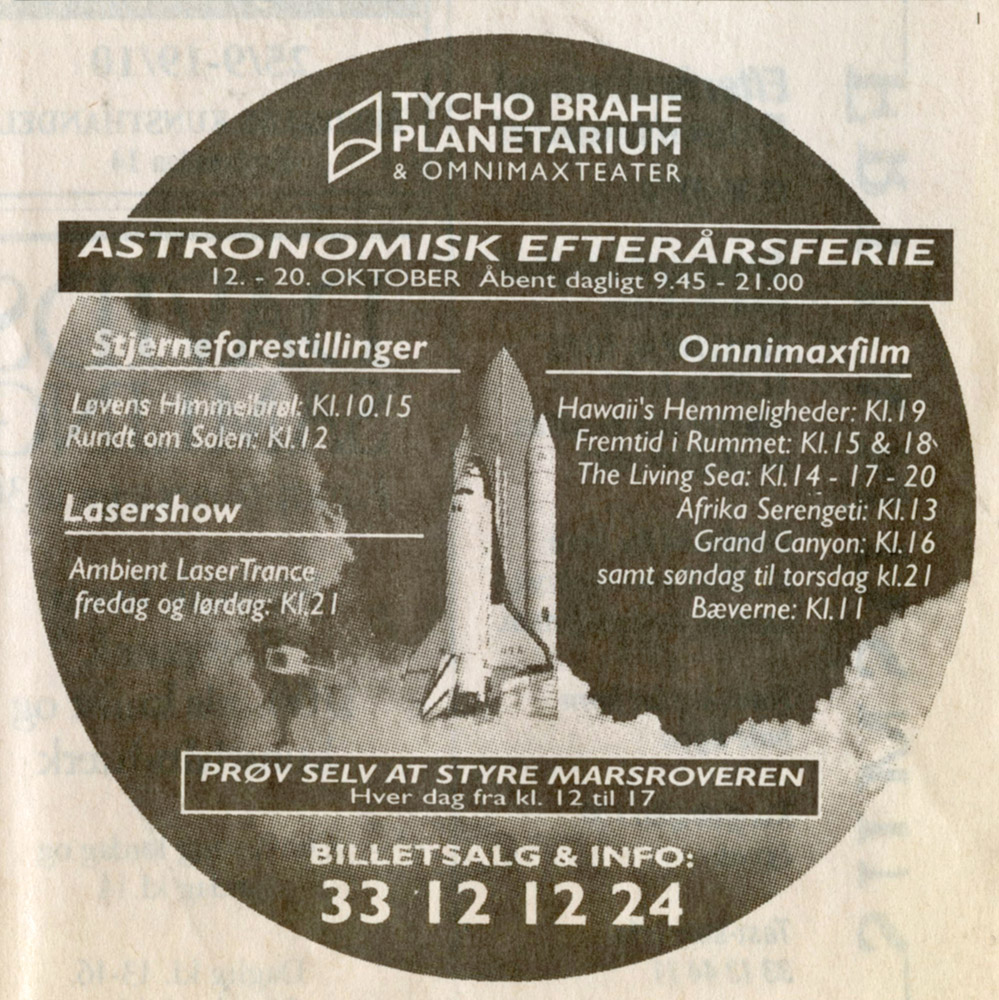 TYCHO BRAHE
PLANETARIUM
& OMNIMAXTEATER
ASTRONOMISK EFTERÅRSFERIE
12. - 20. OKTOBER Åbent dagligt 9.45 - 21.00
Stjerneforestillinger
Løvens Himmelbrøl: Kl.10.15
Rundt om Solen: Kl.12
Lasershow
Ambient LaserTrance
fredag og lørdag: Kl.21
Omnimaxfilm
Hawaii's Hemmeligheder: Kl.19
Fremtid i Rummet: Kl.15 & 18
The Living Sea: Kl.14 - 17 - 20
Afrika Serengeti: Kl.13
Grand Canyon: Kl.16
samt søndag til torsdag kl.21
Bæverne: Kl.11
PRØV SELV AT STYRE MARSROVEREN
Hver dag fra kl. 12 til 17
BILLETSALG & INFO:
33 12 12 24